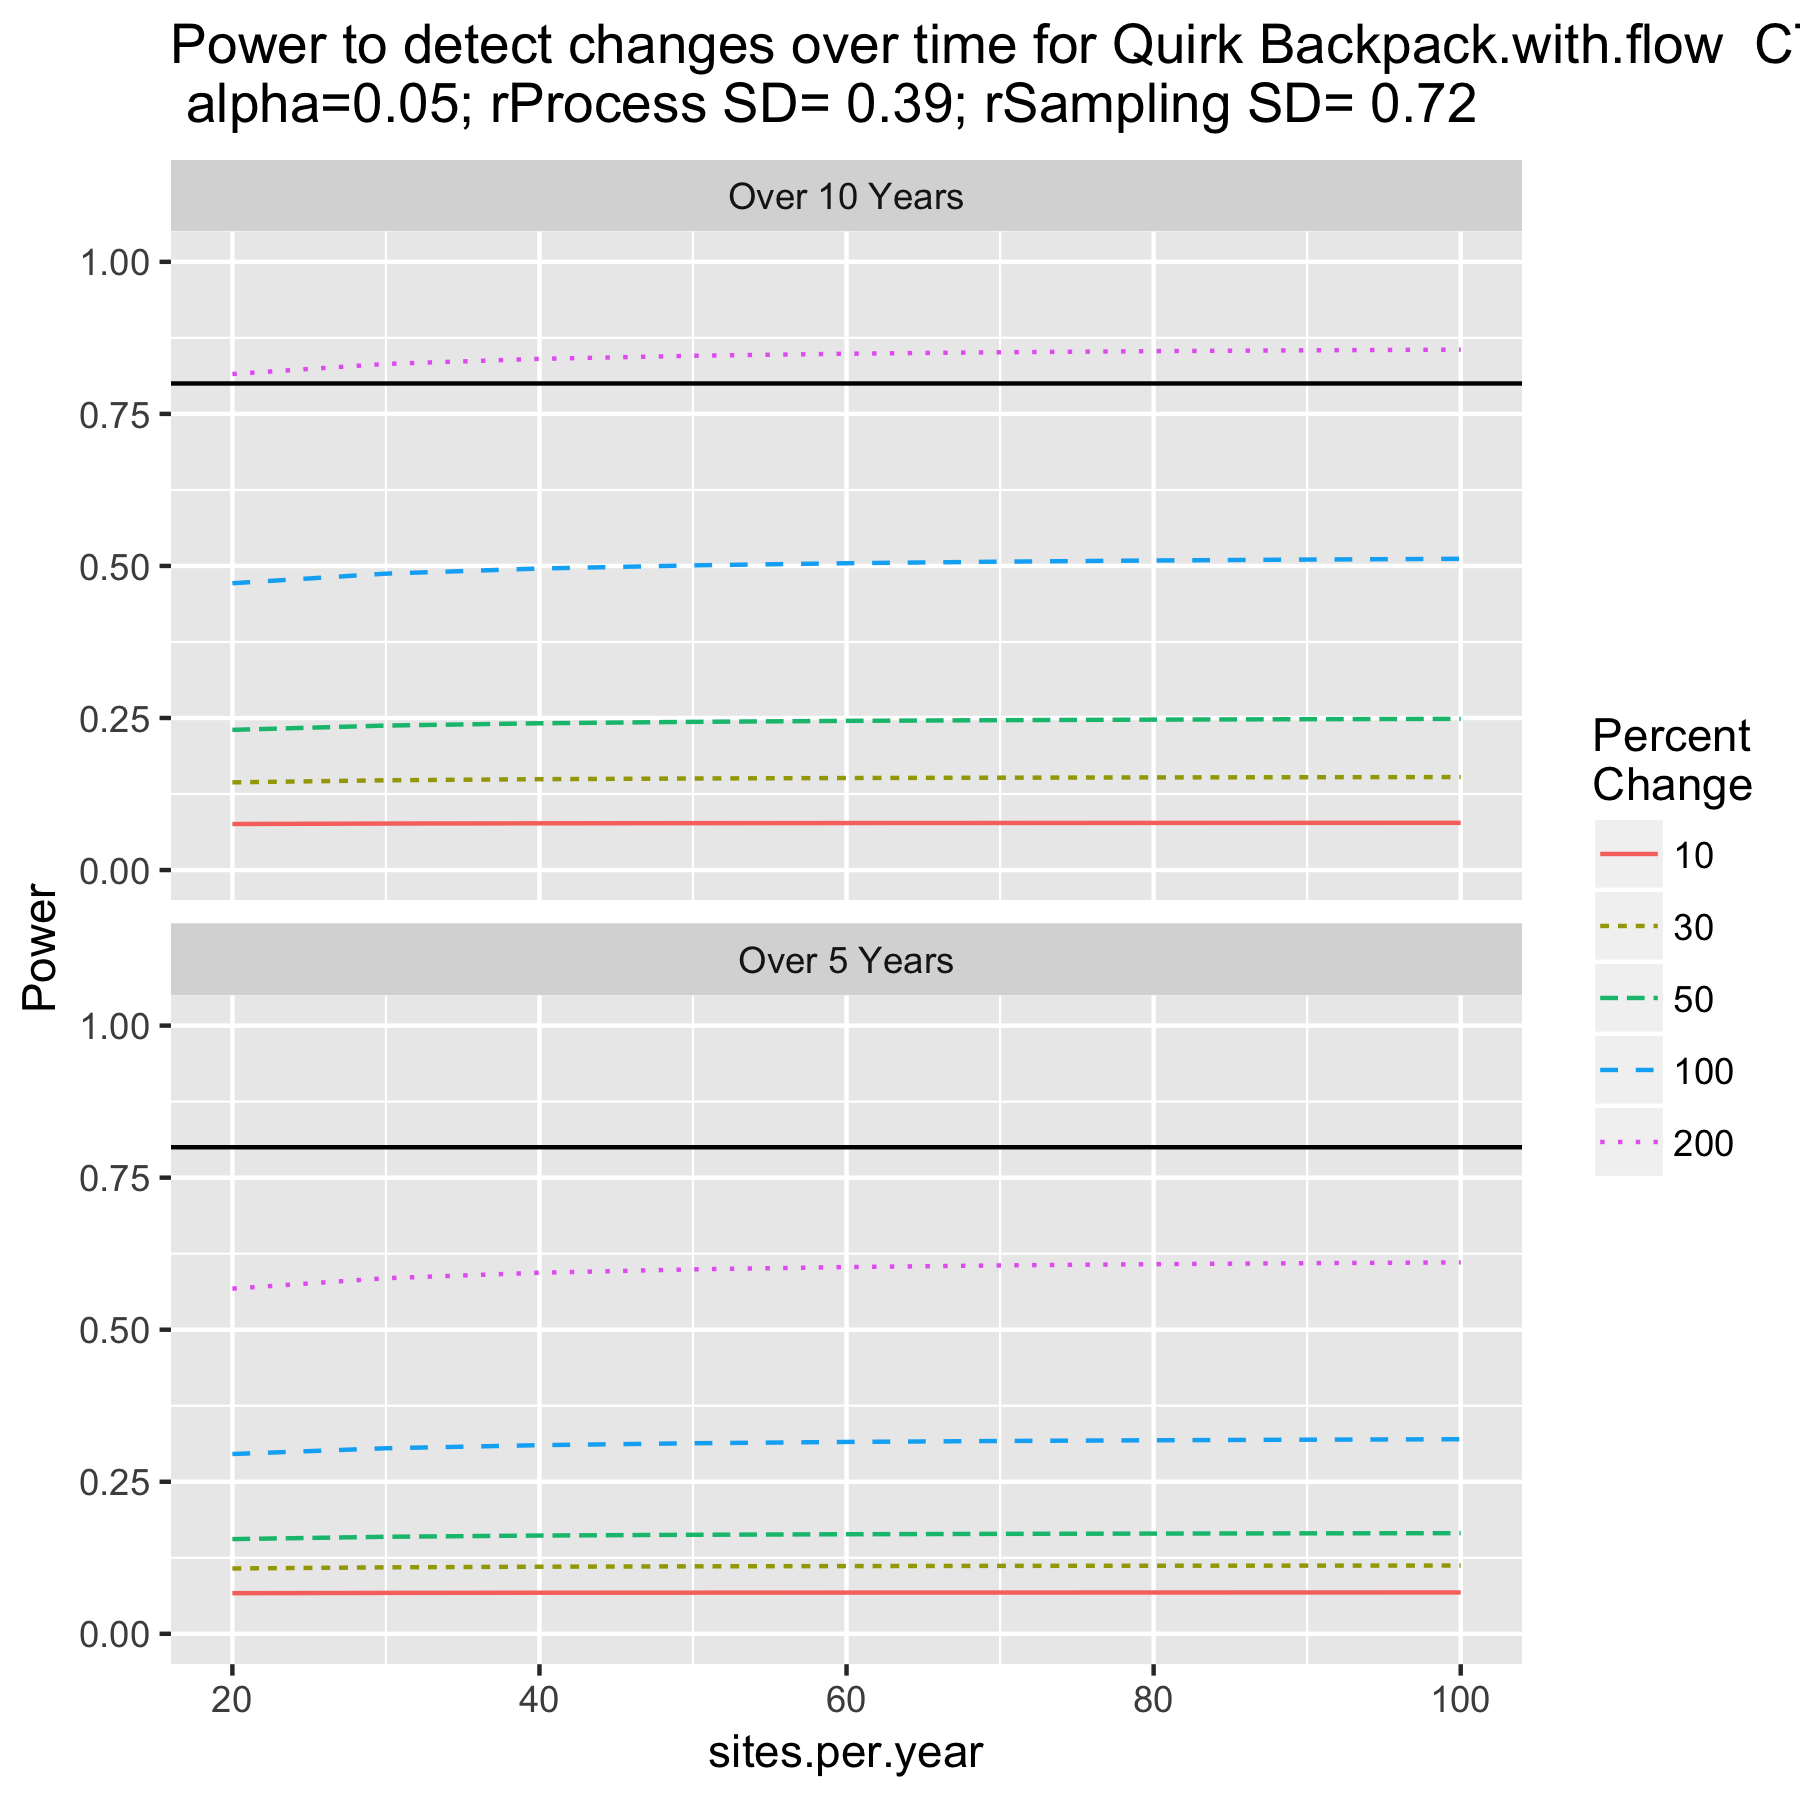 Power to detect changes over time for Quirk Backpack.with.flow
alpha=0.05; rProcess SD= 0.39; rSampling SD= 0.72
Over 10 Years
1.00
0.75
0.50
0.25
0.00
Power
Over 5 Years
1.00
0.75
0.50
0.25
0.00
20 40 60 80 100
sites.per.year
Percent
Change
10
30
50
100
200